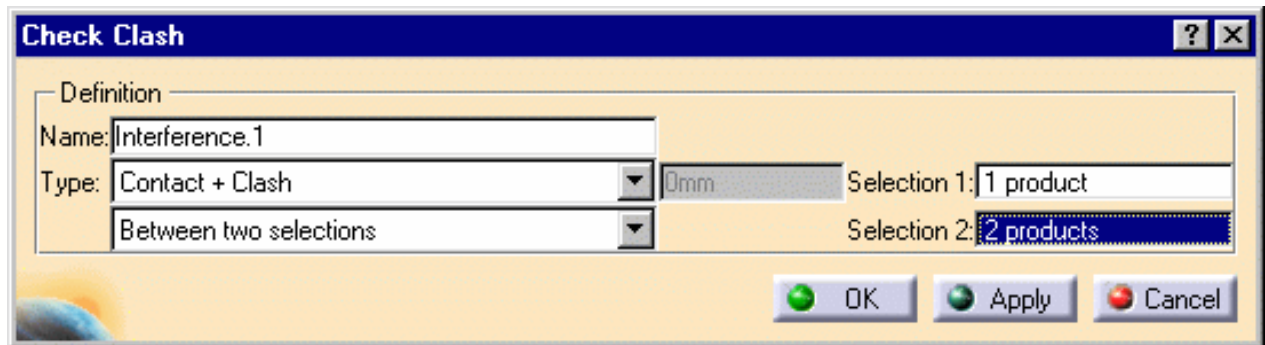 Check Clash ? X
Definition
Name: Interference.1
Type: Contact + Clash 0mm Selection 1: 1 product
Between two selections Selection 2: 2 products
OK Apply Cancel